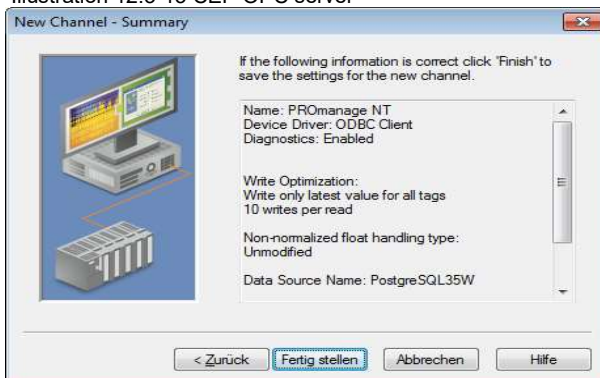 New Channel - Summary
If the following information is correct click 'Finish' to
save the settings for the new channel.
Name: PROmanage NT
Device Driver: ODBC Client
Diagnostics: Enabled
Write Optimization:
Write only latest value for all tags
10 writes per read
Non-normalized float handling type:
Unmodified
Data Source Name: PostgreSQL35W
< Zurück
Fertig stellen
Abbrechen
Hilfe